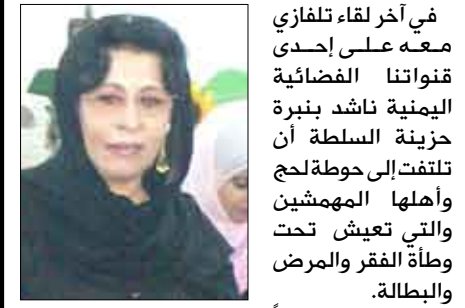 في آخر لقاء تلفازي
معه على إحدى
قنواتنا الفضائية
اليمنية ناشد بنبرة
حزينة السلطة أن
تلتفت إلى حوطة لحج
وأهلها المهمشين
والتي تعيش تحت
وطأة الفقر والمرض
والبطالة.